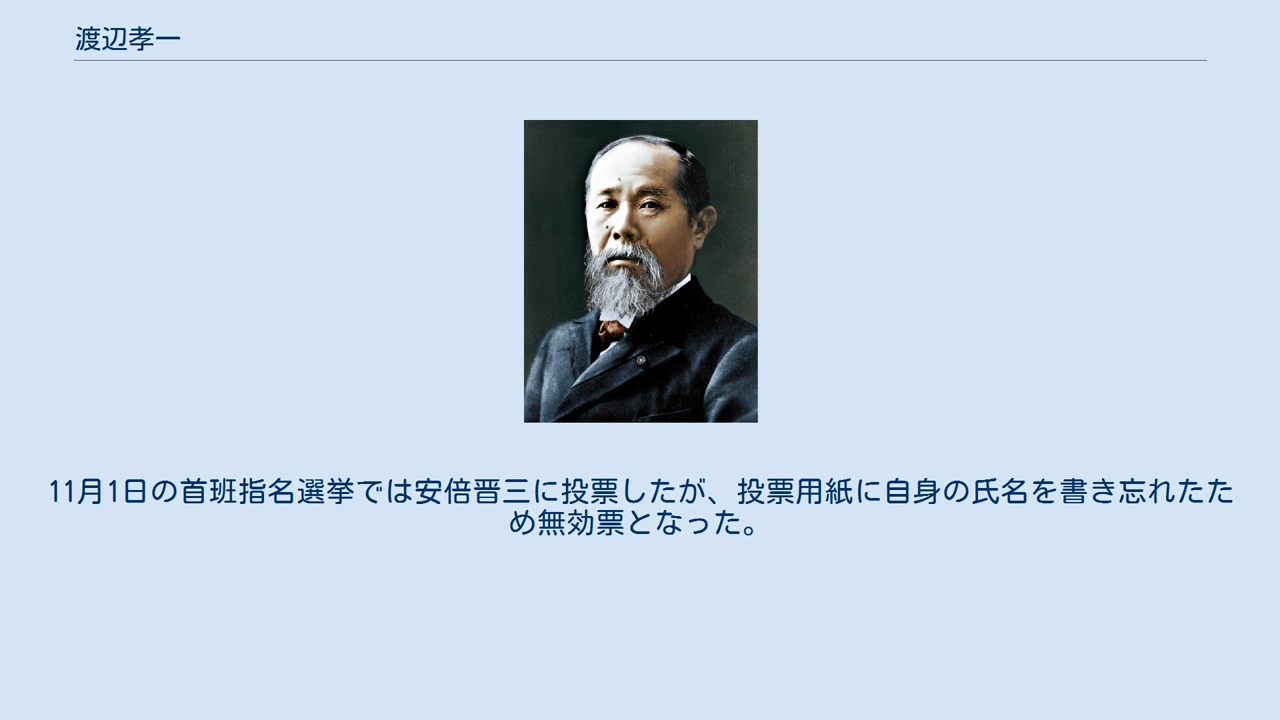 渡辺孝一
11月1日の首班指名選挙では安倍晋三に投票したが、投票用紙に自身の氏名を書き忘れたた
め無効票となった。